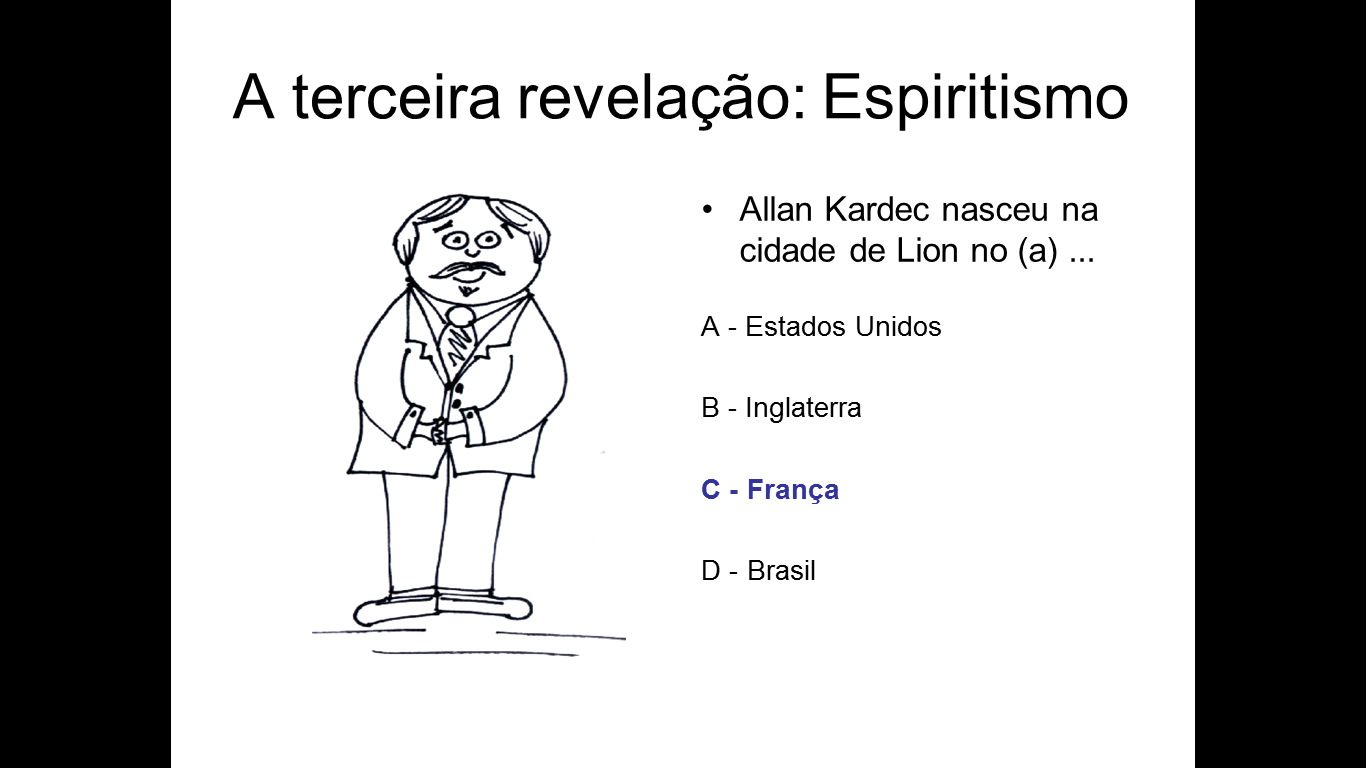 A terceira revelação: Espiritismo
• Allan Kardec nasceu na
cidade de Lion no (a) ...
A - Estados Unidos
B - Inglaterra
C - França
D - Brasil